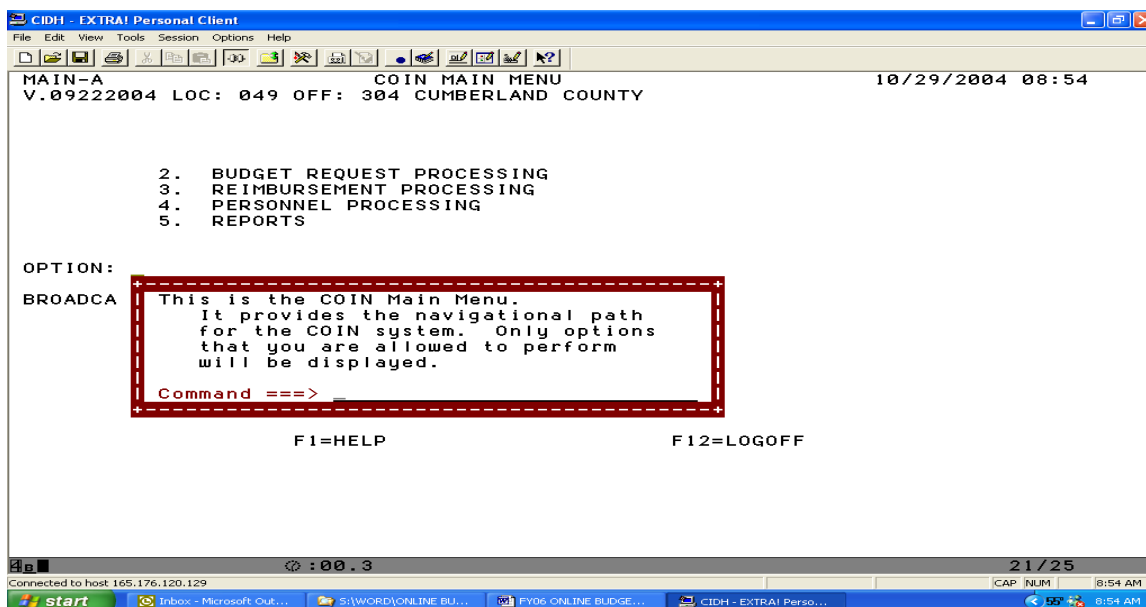 CIDH - EXTRA! Personal Client
File Edit View Tools Session Options Help
MAIN-A COIN MAIN MENU 10/29/2004 08:54
V.09222004 LOC: 049 OFF: 304 CUMBERLAND COUNTY
2. BUDGET REQUEST PROCESSING
3. REIMBURSEMENT PROCESSING
4. PERSONNEL PROCESSING
5. REPORTS
OPTION: _
BROADCA
This is the COIN Main Menu.
It provides the navigational path
for the COIN system. Only options
that you are allowed to perform
will be displayed.
Command ===> _
F1=HELP F12=LOGOFF
4B :00.3 21/25
Connected to host 165.176.120.129 CAP NUM 8:54 AM
start Inbox - Microsoft Out... S:\WORD\ONLINE BU... FY06 ONLINE BUDGE... CIDH - EXTRA! Perso... 8:54 AM